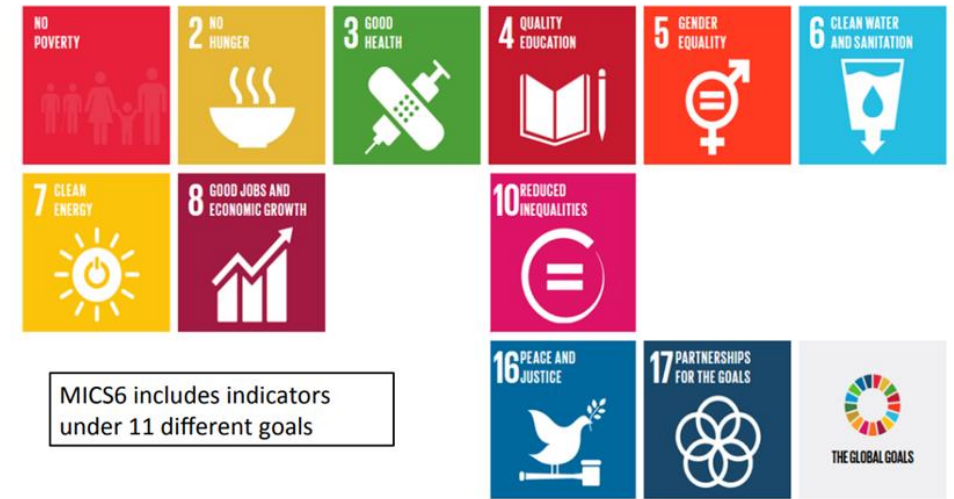 NO
POVERTY
2 NO
HUNGER
3 GOOD
HEALTH
4 QUALITY
EDUCATION
5 GENDER
EQUALITY
6 CLEAN WATER
AND SANITATION
7 CLEAN
ENERGY
8 GOOD JOBS AND
ECONOMIC GROWTH
10 REDUCED
INEQUALITIES
16 PEACE AND
JUSTICE
17 PARTNERSHIPS
FOR THE GOALS
THE GLOBAL GOALS
MICS6 includes indicators
under 11 different goals